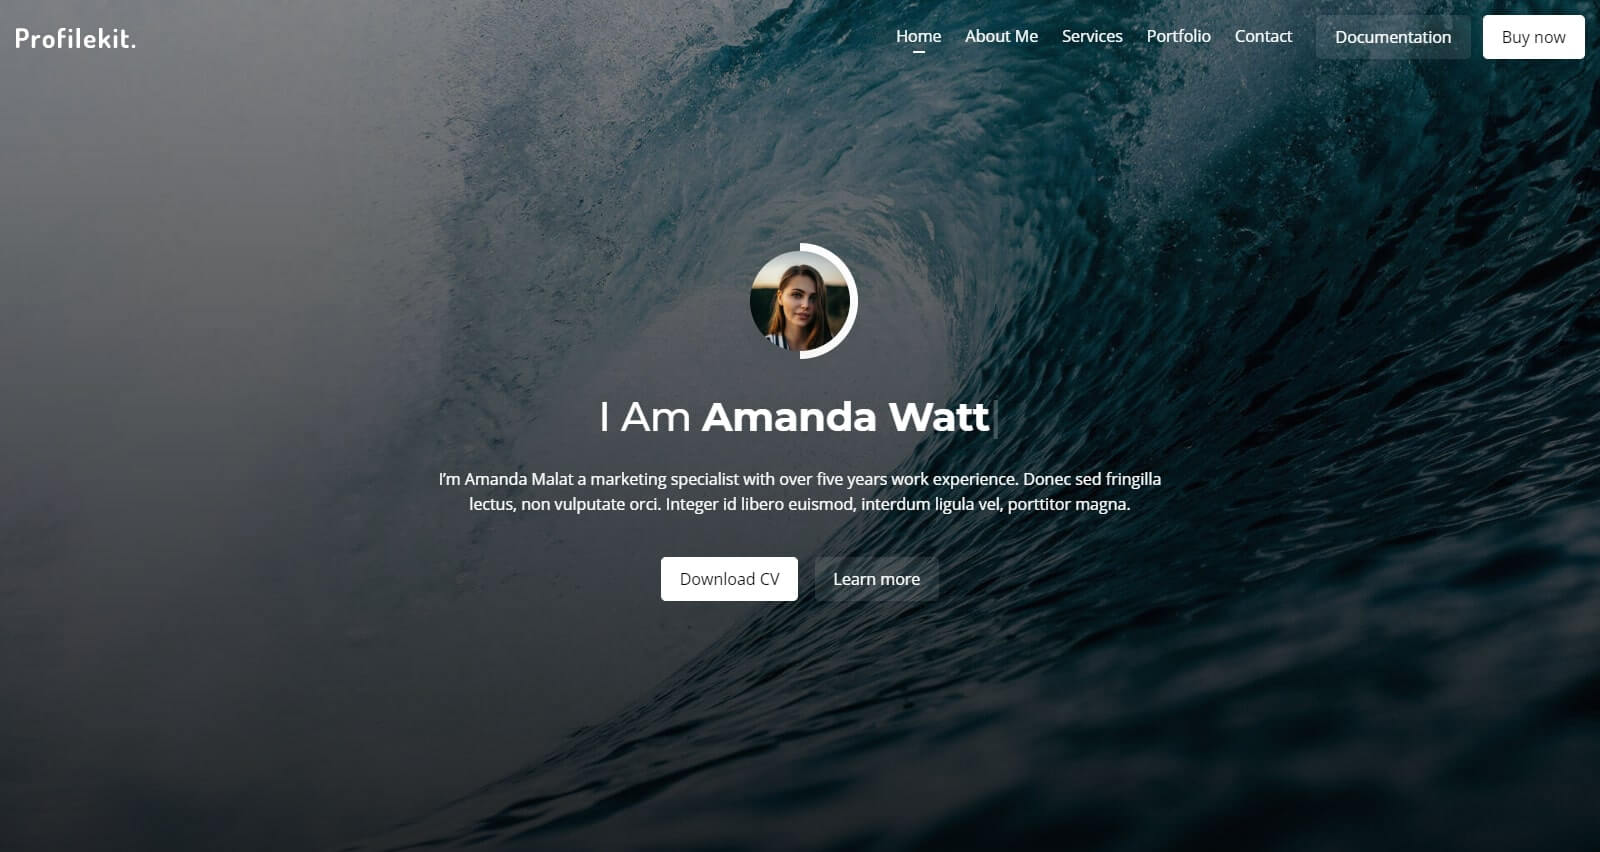 Profilekit.
Home About Me Services Portfolio Contact Documentation Buy now
I Am Amanda Watt
I’m Amanda Malat a marketing specialist with over five years work experience. Donec sed fringilla
lectus, non vulputate orci. Integer id libero euismod, interdum ligula vel, porttitor magna.
Download CV Learn more